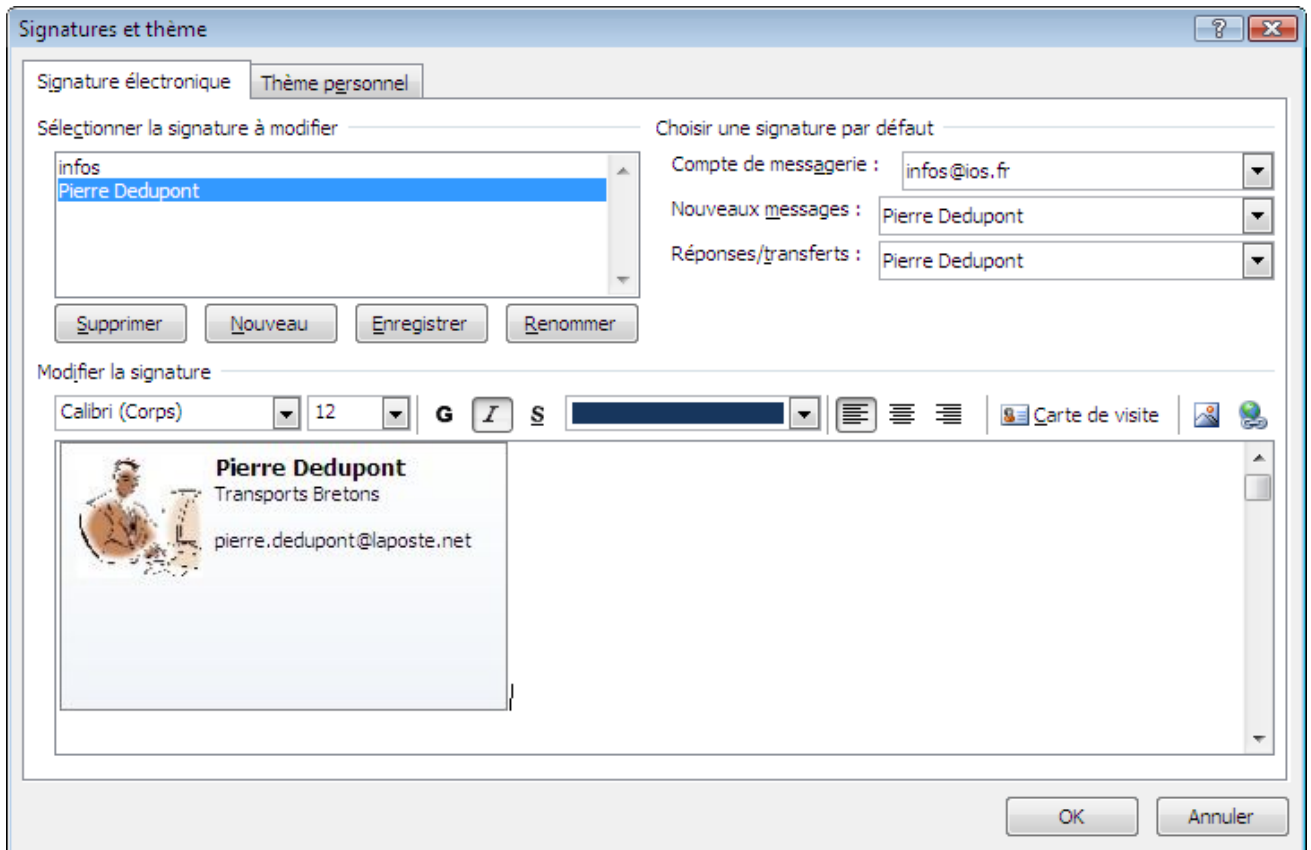 Signatures et thème
Signature électronique
Thème personnel
Sélectionner la signature à modifier
infos
Pierre Dedupont
Supprimer
Nouveau
Enregistrer
Renommer
Choisir une signature par défaut
Compte de messagerie : infos@ios.fr
Nouveaux messages : Pierre Dedupont
Réponses/transferts : Pierre Dedupont
Modifier la signature
Calibri (Corps) 12 G I S Carte de visite
Pierre Dedupont
Transports Bretons
pierre.dedupont@laposte.net
OK
Annuler